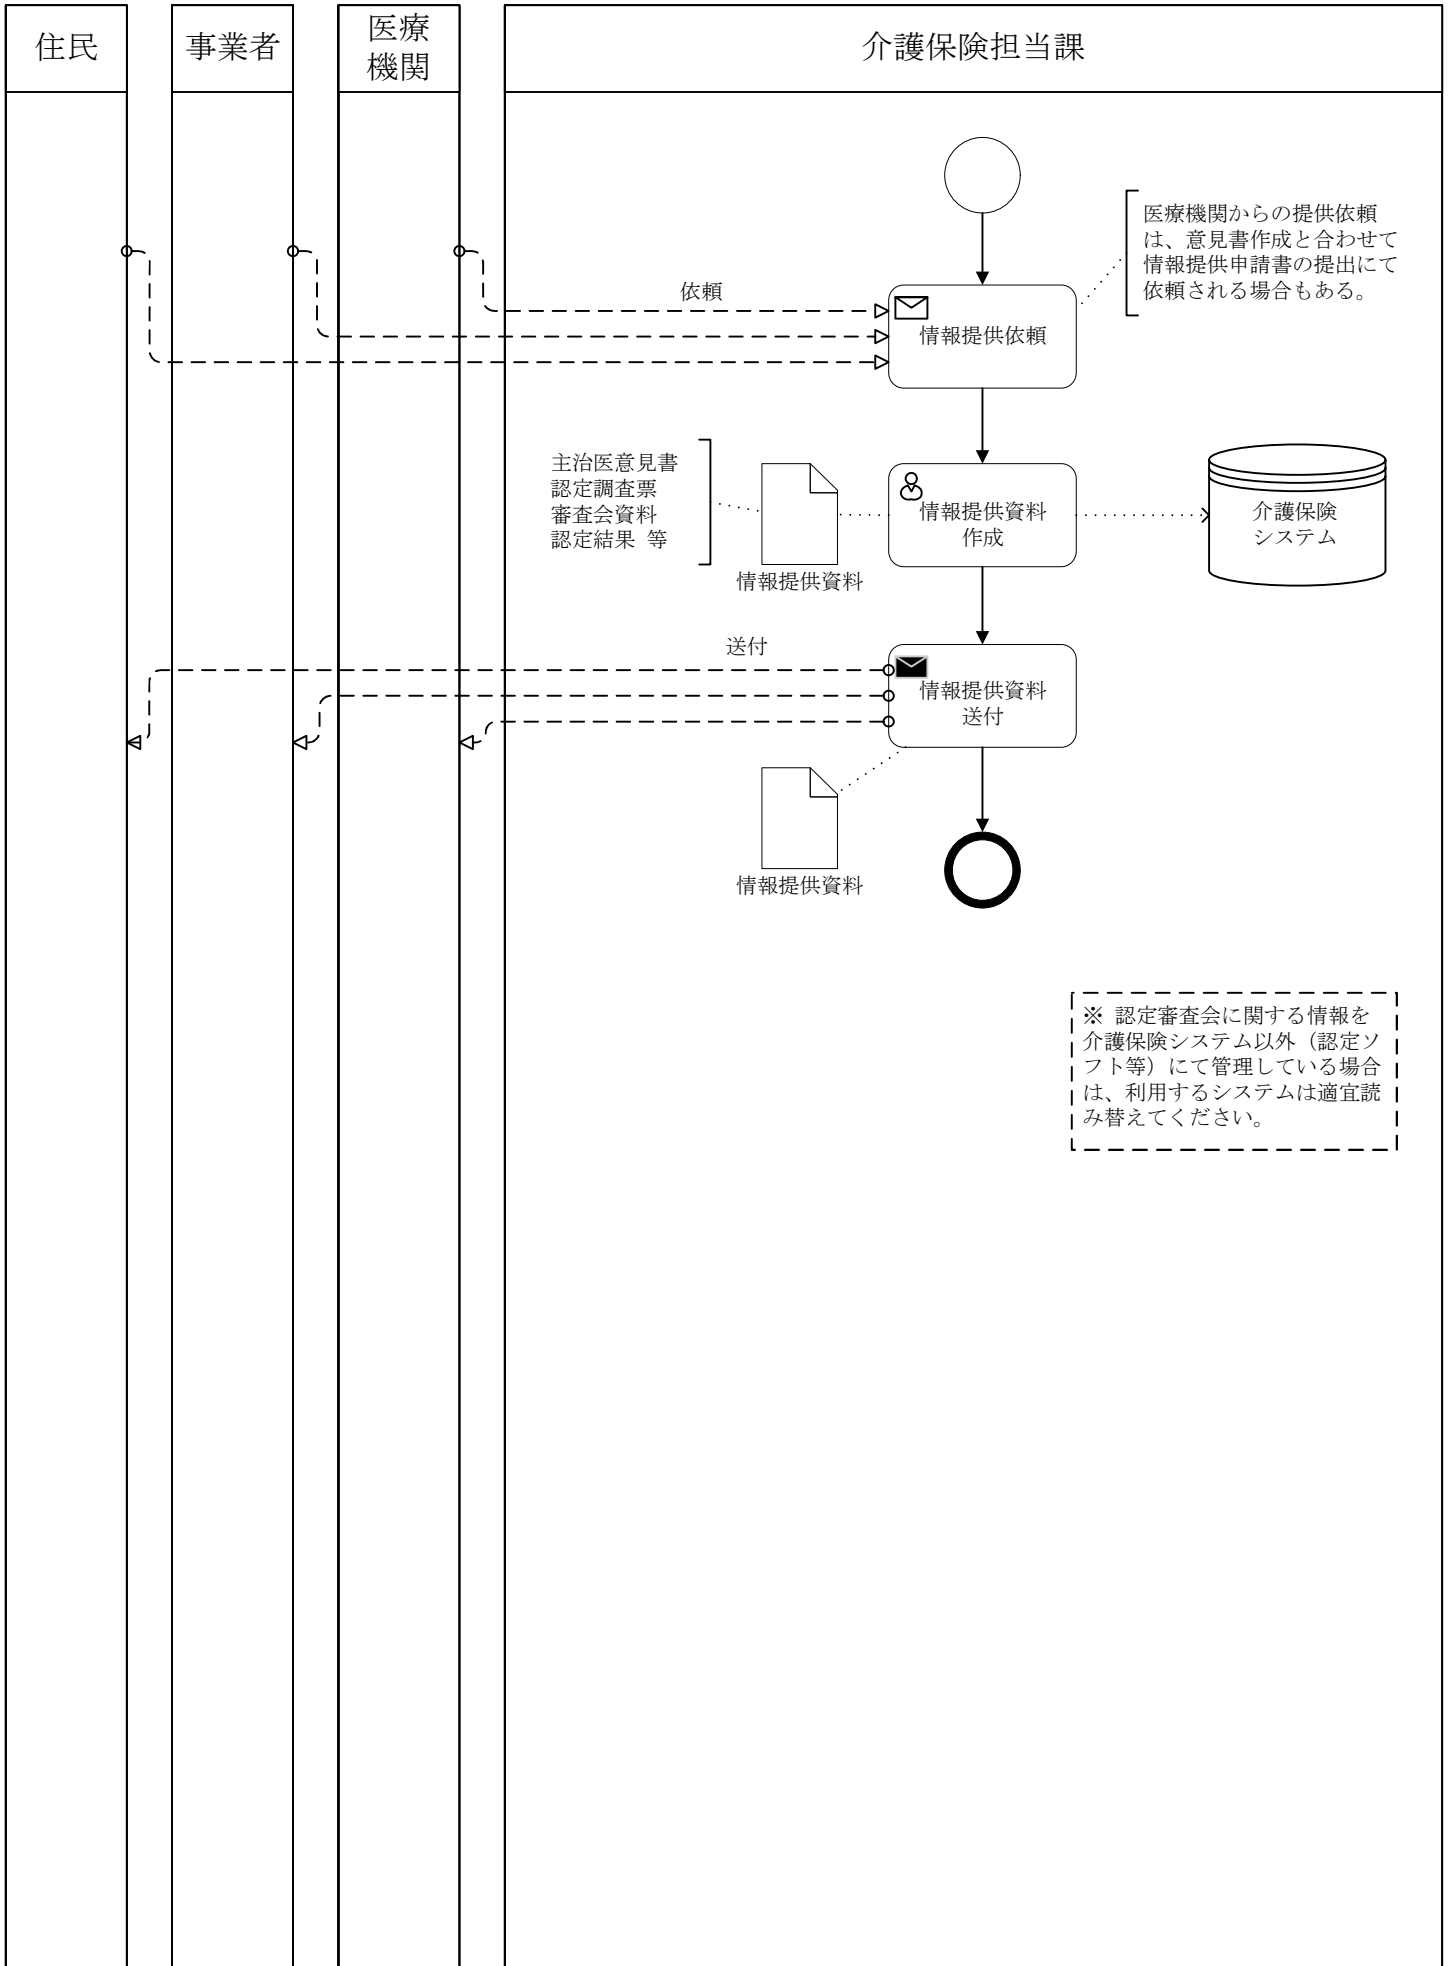 住民
事業者
医療
機関
介護保険担当課
医療機関からの提供依頼
は、意見書作成と合わせて
情報提供申請書の提出にて
依頼される場合もある。
依頼
情報提供依頼
主治医意見書
認定調査票
審査会資料
認定結果 等
情報提供資料
情報提供資料
作成
介護保険
システム
送付
情報提供資料
送付
情報提供資料
※ 認定審査会に関する情報を
介護保険システム以外（認定ソ
フト等）にて管理している場合
は、利用するシステムは適宜読
み替えてください。